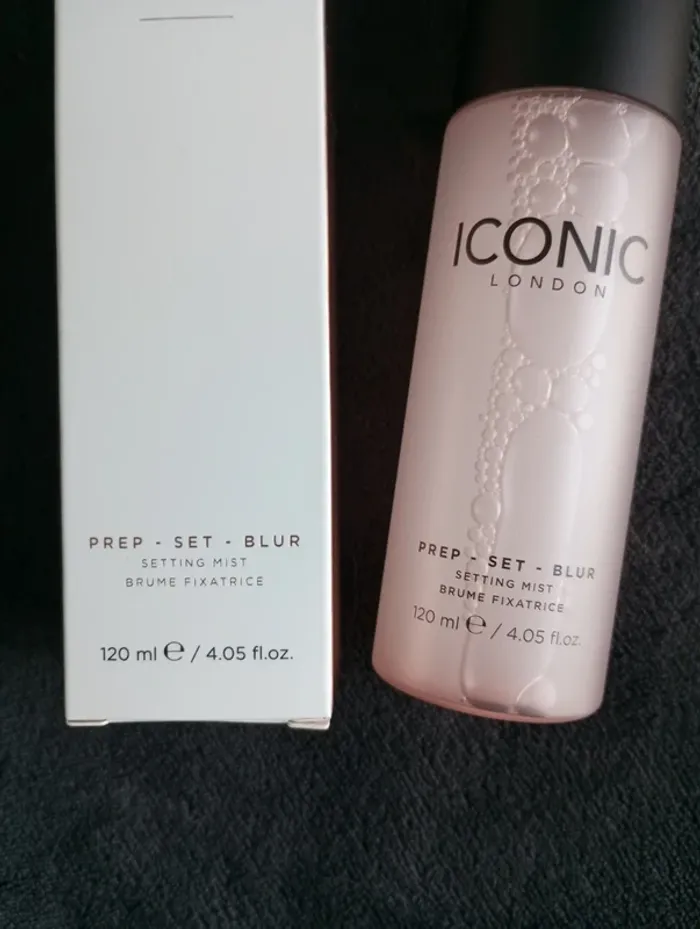 PREP - SET - BLUR
SETTING MIST
BRUME FIXATRICE
120 ml ℮ / 4.05 fl.oz.
ICONIC
LONDON
PREP - SET - BLUR
SETTING MIST
BRUME FIXATRICE
120 ml ℮ / 4.05 fl.oz.